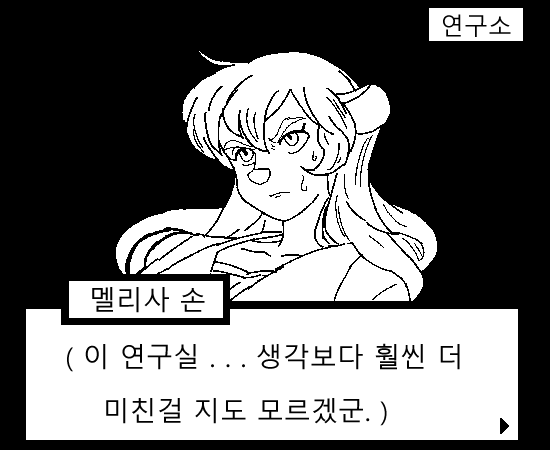 연구소
멜리사 손
( 이 연구실 . . . 생각보다 훨씬 더
미친걸 지도 모르겠군. )